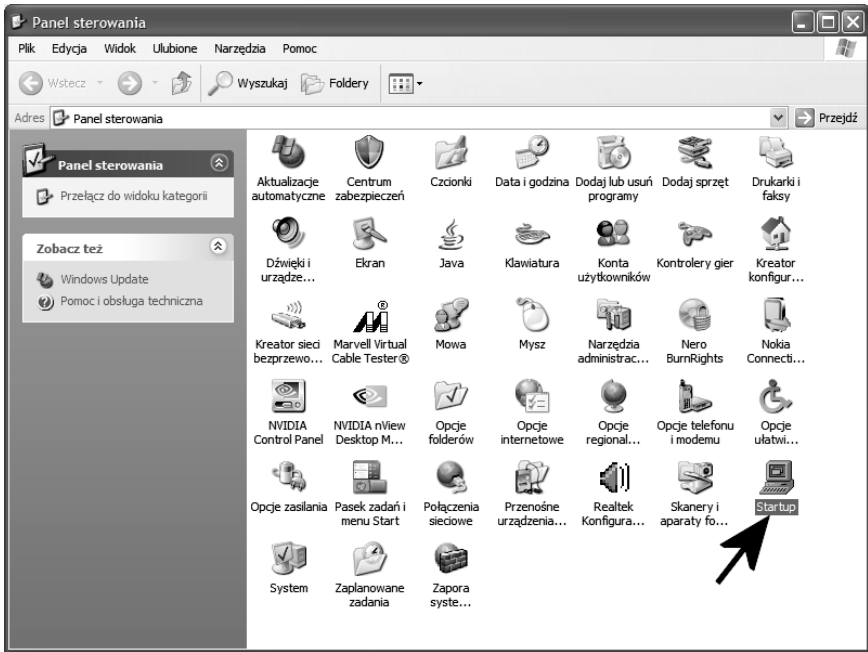 Panel sterowania
Plik Edycja Widok Ulubione Narzędzia Pomoc
Wstecz Wyszukaj Foldery
Adres Panel sterowania Przejdź
Panel sterowania
Przełącz do widoku kategorii
Zobacz też
Windows Update
Pomoc i obsługa techniczna
Aktualizacje automatyczne
Centrum zabezpieczeń
Czcionki
Data i godzina
Dodaj lub usuń programy
Dodaj sprzęt
Drukarki i faksy
Dźwięki i urządze...
Ekran
Java
Klawiatura
Konta użytkowników
Kontrolery gier
Kreator konfigur...
Kreator sieci bezprzewo...
Marvell Virtual Cable Tester®
Mowa
Mysz
Narzędzia administrac...
Nero BurnRights
Nokia Connecti...
NVIDIA Control Panel
NVIDIA nView Desktop M...
Opcje folderów
Opcje internetowe
Opcje regional...
Opcje telefonu i modemu
Opcje ułatwi...
Opcje zasilania
Pasek zadań i menu Start
Połączenia sieciowe
Przenośne urządzenia...
Realtek Konfigura...
Skanery i aparaty fo...
Startup
System
Zaplanowane zadania
Zapora syste...